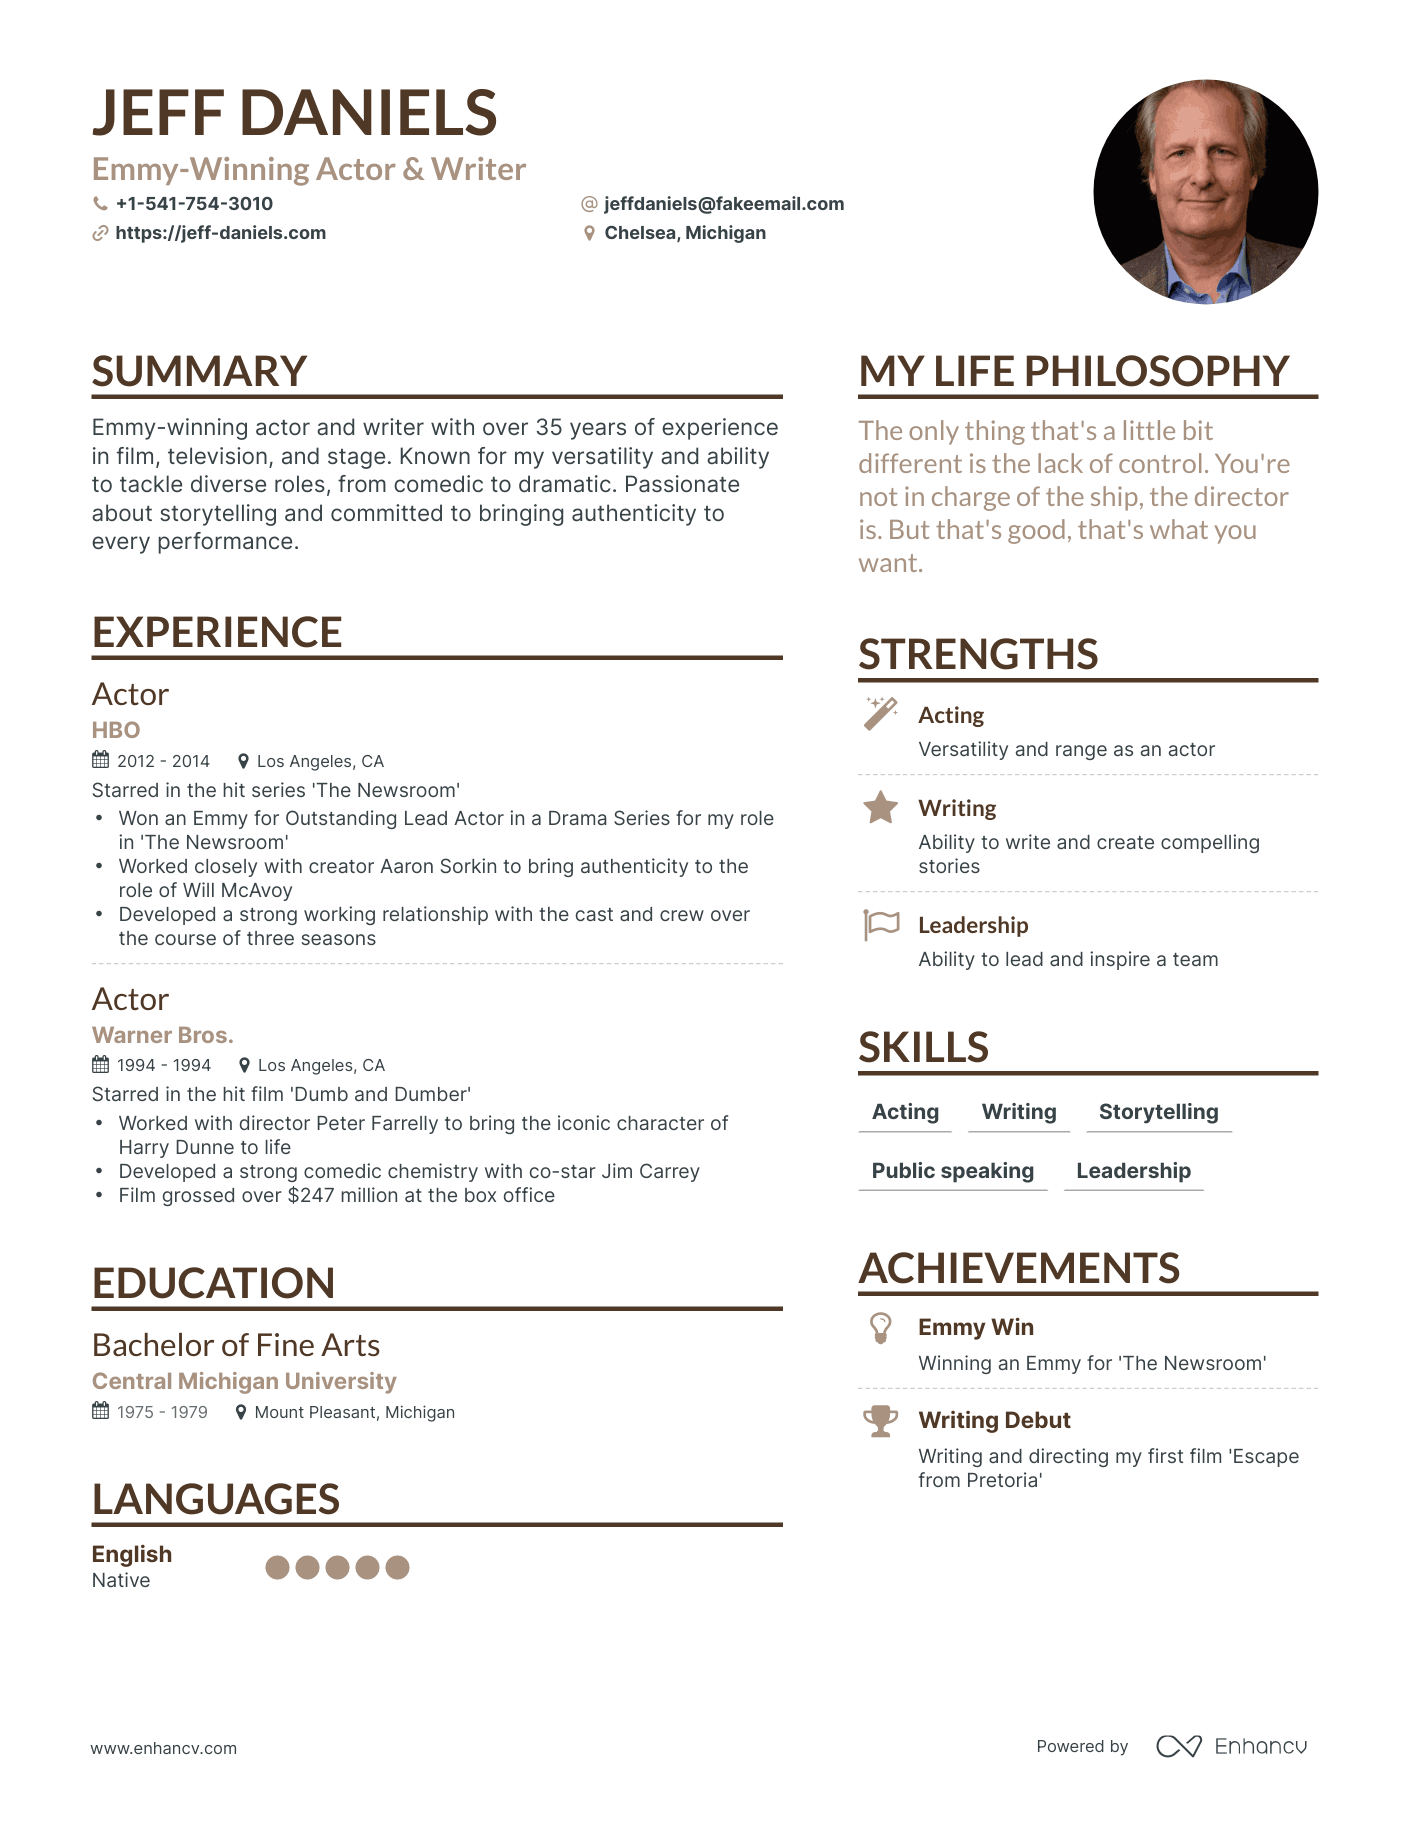 JEFF DANIELS
Emmy-Winning Actor & Writer
+1-541-754-3010
jeffdaniels@fakeemail.com
https://jeff-daniels.com
Chelsea, Michigan
SUMMARY
Emmy-winning actor and writer with over 35 years of experience
in film, television, and stage. Known for my versatility and ability
to tackle diverse roles, from comedic to dramatic. Passionate
about storytelling and committed to bringing authenticity to
every performance.
EXPERIENCE
Actor
HBO
2012 - 2014 Los Angeles, CA
Starred in the hit series 'The Newsroom'
• Won an Emmy for Outstanding Lead Actor in a Drama Series for my role
in 'The Newsroom'
• Worked closely with creator Aaron Sorkin to bring authenticity to the
role of Will McAvoy
• Developed a strong working relationship with the cast and crew over
the course of three seasons
Actor
Warner Bros.
1994 - 1994 Los Angeles, CA
Starred in the hit film 'Dumb and Dumber'
• Worked with director Peter Farrelly to bring the iconic character of
Harry Dunne to life
• Developed a strong comedic chemistry with co-star Jim Carrey
• Film grossed over $247 million at the box office
EDUCATION
Bachelor of Fine Arts
Central Michigan University
1975 - 1979 Mount Pleasant, Michigan
LANGUAGES
English
Native
MY LIFE PHILOSOPHY
The only thing that's a little bit
different is the lack of control. You're
not in charge of the ship, the director
is. But that's good, that's what you
want.
STRENGTHS
Acting
Versatility and range as an actor
Writing
Ability to write and create compelling
stories
Leadership
Ability to lead and inspire a team
SKILLS
Acting Writing Storytelling
Public speaking Leadership
ACHIEVEMENTS
Emmy Win
Winning an Emmy for 'The Newsroom'
Writing Debut
Writing and directing my first film 'Escape
from Pretoria'
www.enhancv.com
Powered by Enhancv